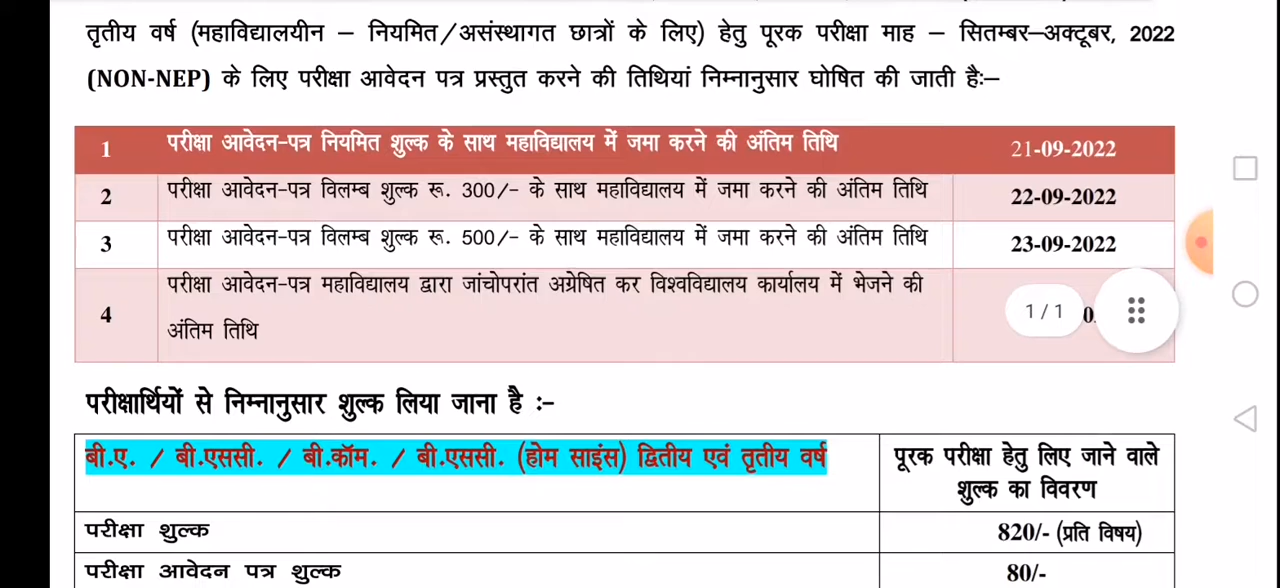 तृतीय वर्ष (महाविद्यालयीन – नियमित/असंस्थागत छात्रों के लिए) हेतु पूरक परीक्षा माह – सितम्बर–अक्टूबर, 2022
(NON-NEP) के लिए परीक्षा आवेदन पत्र प्रस्तुत करने की तिथियां निम्नानुसार घोषित की जाती हैः–
1 परीक्षा आवेदन-पत्र नियमित शुल्क के साथ महाविद्यालय में जमा करने की अंतिम तिथि 21-09-2022
2 परीक्षा आवेदन-पत्र विलम्ब शुल्क रू. 300/- के साथ महाविद्यालय में जमा करने की अंतिम तिथि 22-09-2022
3 परीक्षा आवेदन-पत्र विलम्ब शुल्क रू. 500/- के साथ महाविद्यालय में जमा करने की अंतिम तिथि 23-09-2022
4 परीक्षा आवेदन-पत्र महाविद्यालय द्वारा जांचोपरांत अग्रेषित कर विश्वविद्यालय कार्यालय में भेजने की
अंतिम तिथि
1 / 1
परीक्षार्थियों से निम्नानुसार शुल्क लिया जाना है :–
बी.ए. / बी.एससी. / बी.कॉम. / बी.एससी. (होम साइंस) द्वितीय एवं तृतीय वर्ष पूरक परीक्षा हेतु लिए जाने वाले
शुल्क का विवरण
परीक्षा शुल्क 820/- (प्रति विषय)
परीक्षा आवेदन पत्र शुल्क 80/-